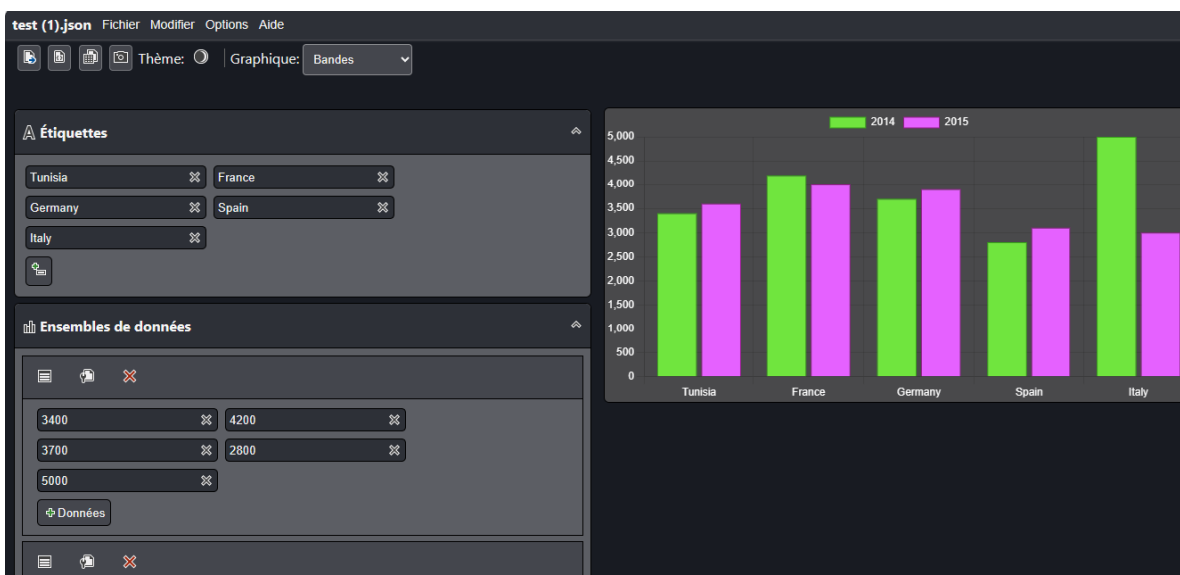 test (1).json Fichier Modifier Options Aide
Thème: Graphique: Bandes
Étiquettes
Tunisia France
Germany Spain
Italy
Ensembles de données
3400 4200
3700 2800
5000
Données
2014 2015
5,000
4,500
4,000
3,500
3,000
2,500
2,000
1,500
1,000
500
0
Tunisia France Germany Spain Italy